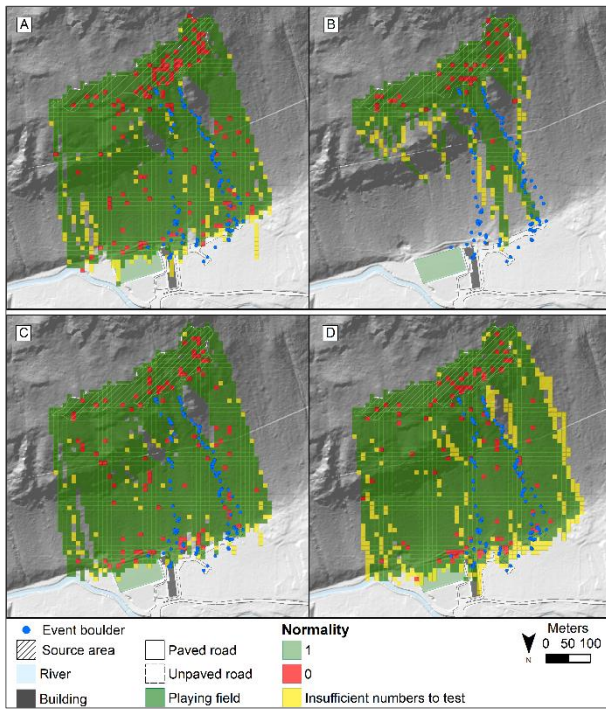 A
B
C
D
Event boulder
Source area
River
Building
Paved road
Unpaved road
Playing field
Normality
1
0
Insufficient numbers to test
N
Meters
0 50 100